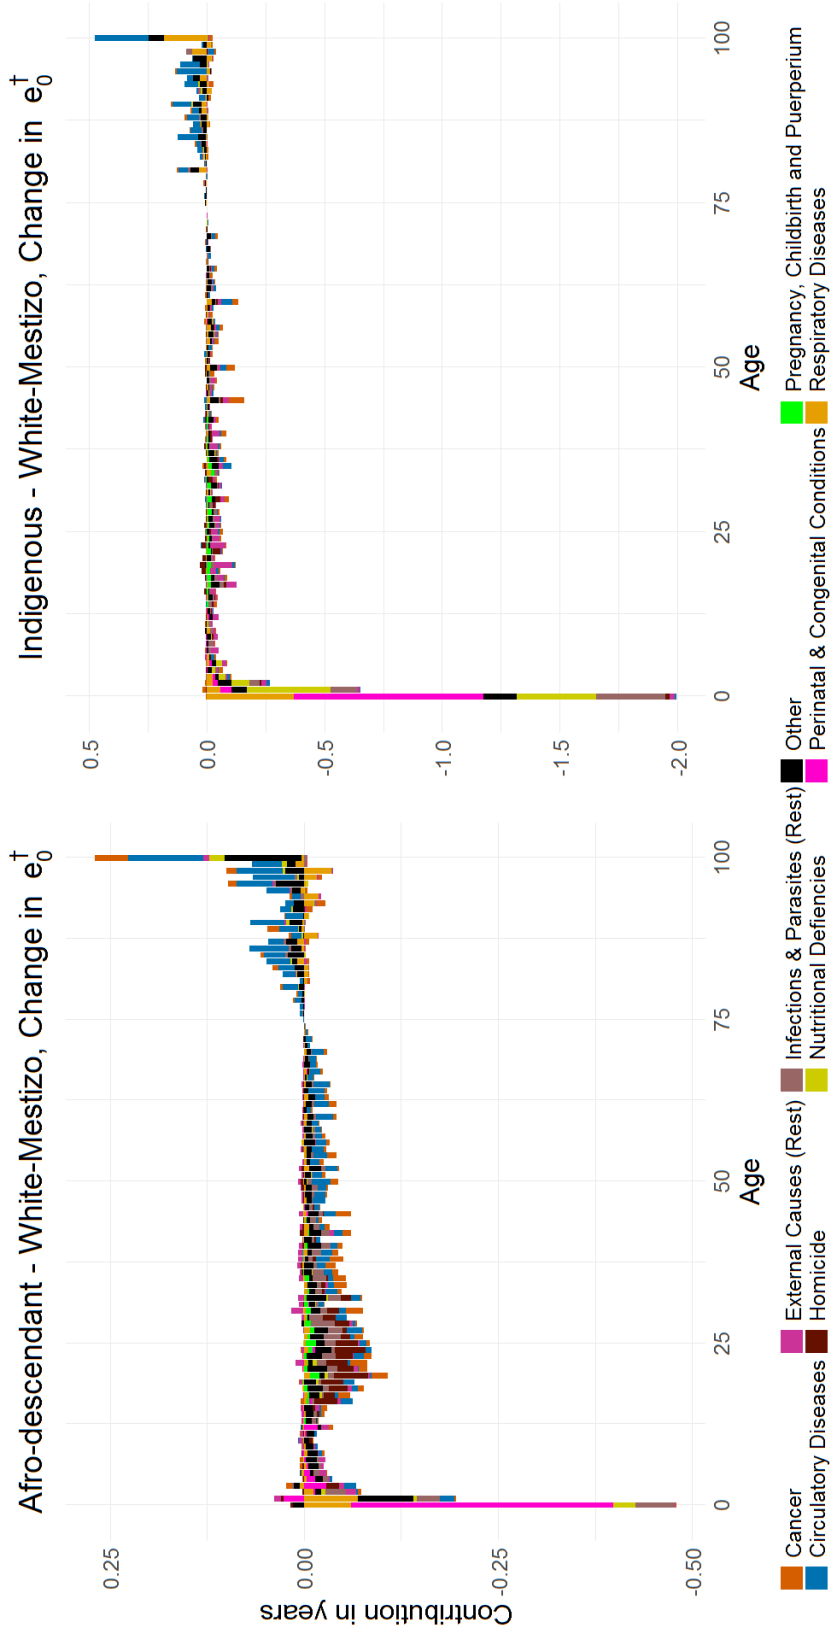 Afro-descendant - White-Mestizo, Change in e₀†
Indigenous - White-Mestizo, Change in e₀†
Contribution in years
0.25
0.00
-0.25
-0.50
0
25
50
75
100
Age
0.5
0.0
-0.5
-1.0
-1.5
-2.0
0
25
50
75
100
Age
Cancer
External Causes (Rest)
Infections & Parasites (Rest)
Other
Pregnancy, Childbirth and Puerperium
Circulatory Diseases
Homicide
Nutritional Defiencies
Perinatal & Congenital Conditions
Respiratory Diseases